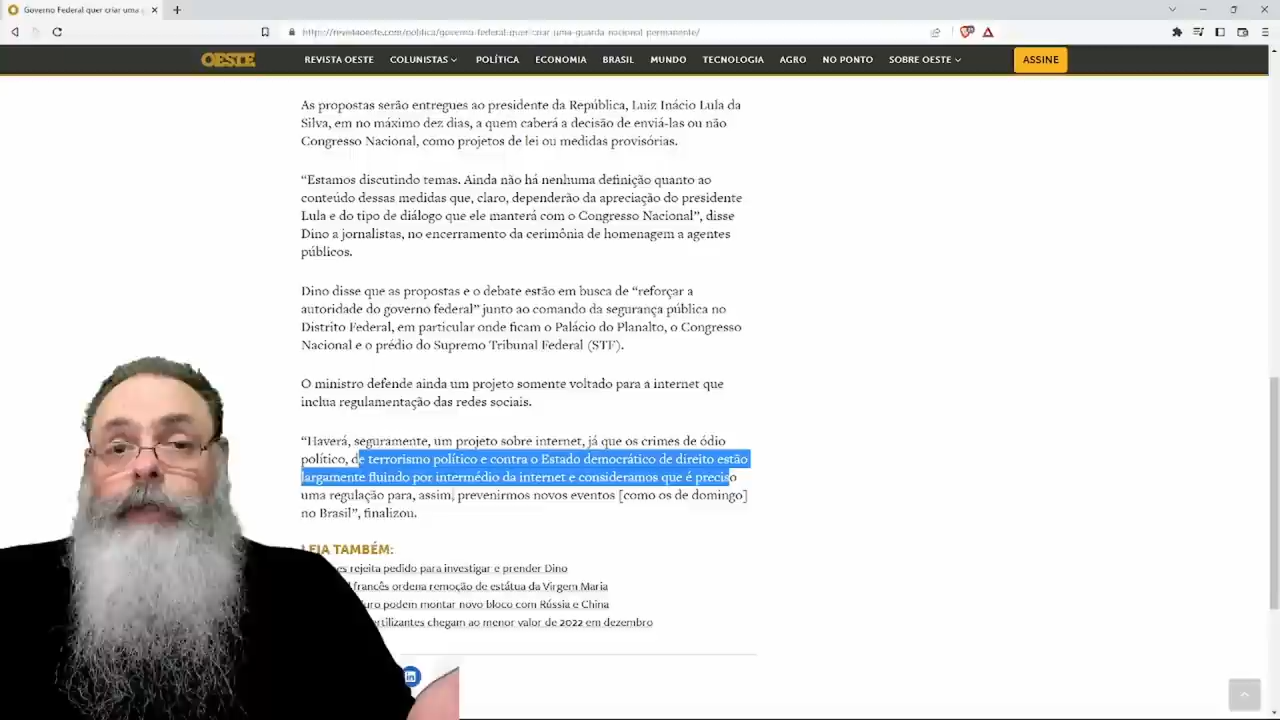 Governo Federal quer criar uma g
https://revistaoeste.com/politica/governo-federal-quer-criar-uma-guarda-nacional-permanente/
OESTE
REVISTA OESTE COLUNISTAS POLÍTICA ECONOMIA BRASIL MUNDO TECNOLOGIA AGRO NO PONTO SOBRE OESTE ASSINE
As propostas serão entregues ao presidente da República, Luiz Inácio Lula da
Silva, em no máximo dez dias, a quem caberá a decisão de enviá-las ou não
Congresso Nacional, como projetos de lei ou medidas provisórias.
“Estamos discutindo temas. Ainda não há nenhuma definição quanto ao
conteúdo dessas medidas que, claro, dependerão da apreciação do presidente
Lula e do tipo de diálogo que ele manterá com o Congresso Nacional”, disse
Dino a jornalistas, no encerramento da cerimônia de homenagem a agentes
públicos.
Dino disse que as propostas e o debate estão em busca de “reforçar a
autoridade do governo federal” junto ao comando da segurança pública no
Distrito Federal, em particular onde ficam o Palácio do Planalto, o Congresso
Nacional e o prédio do Supremo Tribunal Federal (STF).
O ministro defende ainda um projeto somente voltado para a internet que
inclua regulamentação das redes sociais.
“Haverá, seguramente, um projeto sobre internet, já que os crimes de ódio
político, de terrorismo político e contra o Estado democrático de direito estão
largamente fluindo por intermédio da internet e consideramos que é preciso
uma regulação para, assim, prevenirmos novos eventos [como os de domingo]
no Brasil”, finalizou.
LEIA TAMBÉM:
es rejeita pedido para investigar e prender Dino
francês ordena remoção de estátua da Virgem Maria
uro podem montar novo bloco com Rússia e China
rtilizantes chegam ao menor valor de 2022 em dezembro
in